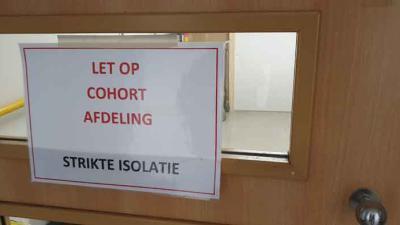 LET OP
COHORT
AFDELING
STRIKTE ISOLATIE